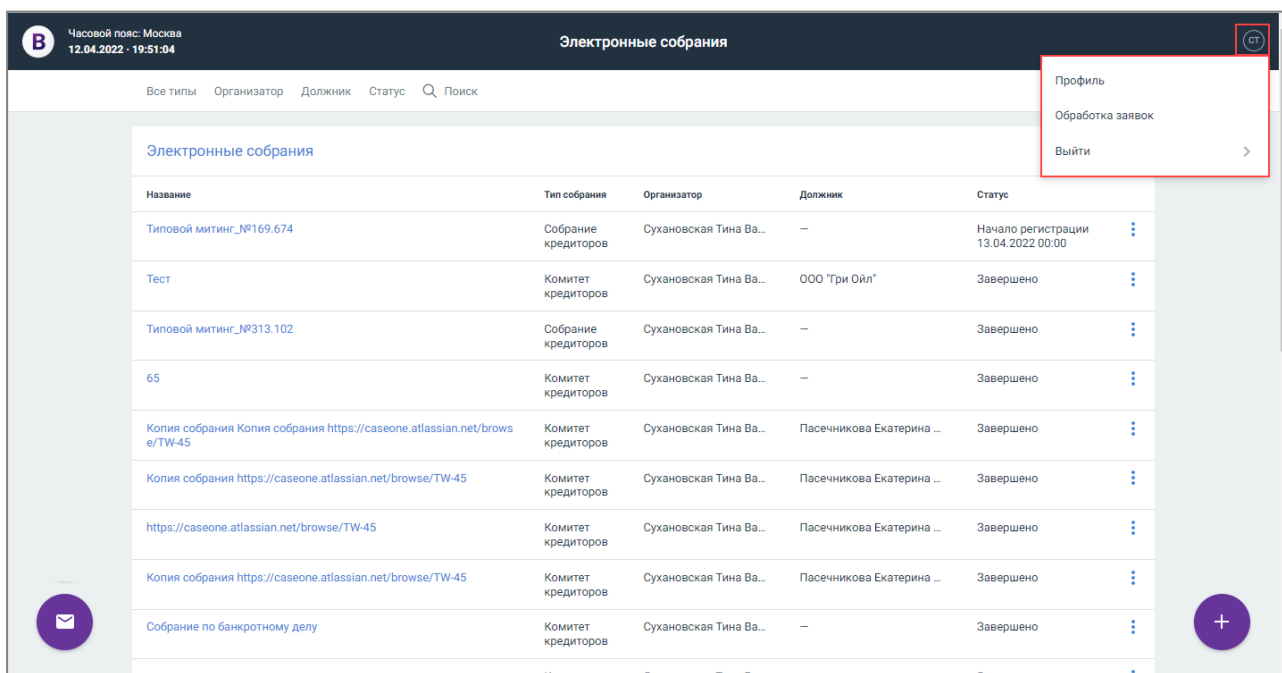 B
Часовой пояс: Москва
12.04.2022 · 19:51:04
Электронные собрания
СТ
Профиль
Обработка заявок
Выйти
Все типы Организатор Должник Статус Поиск
Электронные собрания
Название Тип собрания Организатор Должник Статус
Типовой митинг_№169.674 Собрание Сухановская Тина Ва... — Начало регистрации
кредиторов 13.04.2022 00:00
Тест Комитет Сухановская Тина Ва... ООО "Гри Ойл" Завершено
кредиторов
Типовой митинг_№313.102 Собрание Сухановская Тина Ва... — Завершено
кредиторов
65 Комитет Сухановская Тина Ва... — Завершено
кредиторов
Копия собрания Копия собрания https://caseone.atlassian.net/brows Комитет Сухановская Тина Ва... Пасечникова Екатерина ... Завершено
e/TW-45 кредиторов
Копия собрания https://caseone.atlassian.net/browse/TW-45 Комитет Сухановская Тина Ва... Пасечникова Екатерина ... Завершено
кредиторов
https://caseone.atlassian.net/browse/TW-45 Комитет Сухановская Тина Ва... Пасечникова Екатерина ... Завершено
кредиторов
Копия собрания https://caseone.atlassian.net/browse/TW-45 Комитет Сухановская Тина Ва... Пасечникова Екатерина ... Завершено
кредиторов
Собрание по банкротному делу Комитет Сухановская Тина Ва... — Завершено
кредиторов